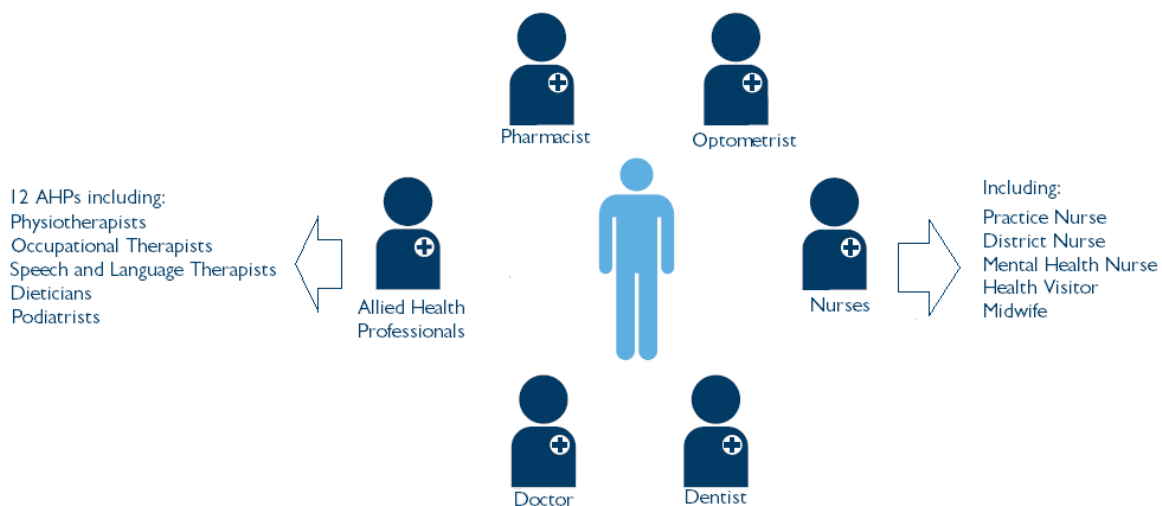 Pharmacist
Optometrist
12 AHPs including:
Physiotherapists
Occupational Therapists
Speech and Language Therapists
Dieticians
Podiatrists
Allied Health
Professionals
Nurses
Including:
Practice Nurse
District Nurse
Mental Health Nurse
Health Visitor
Midwife
Doctor
Dentist